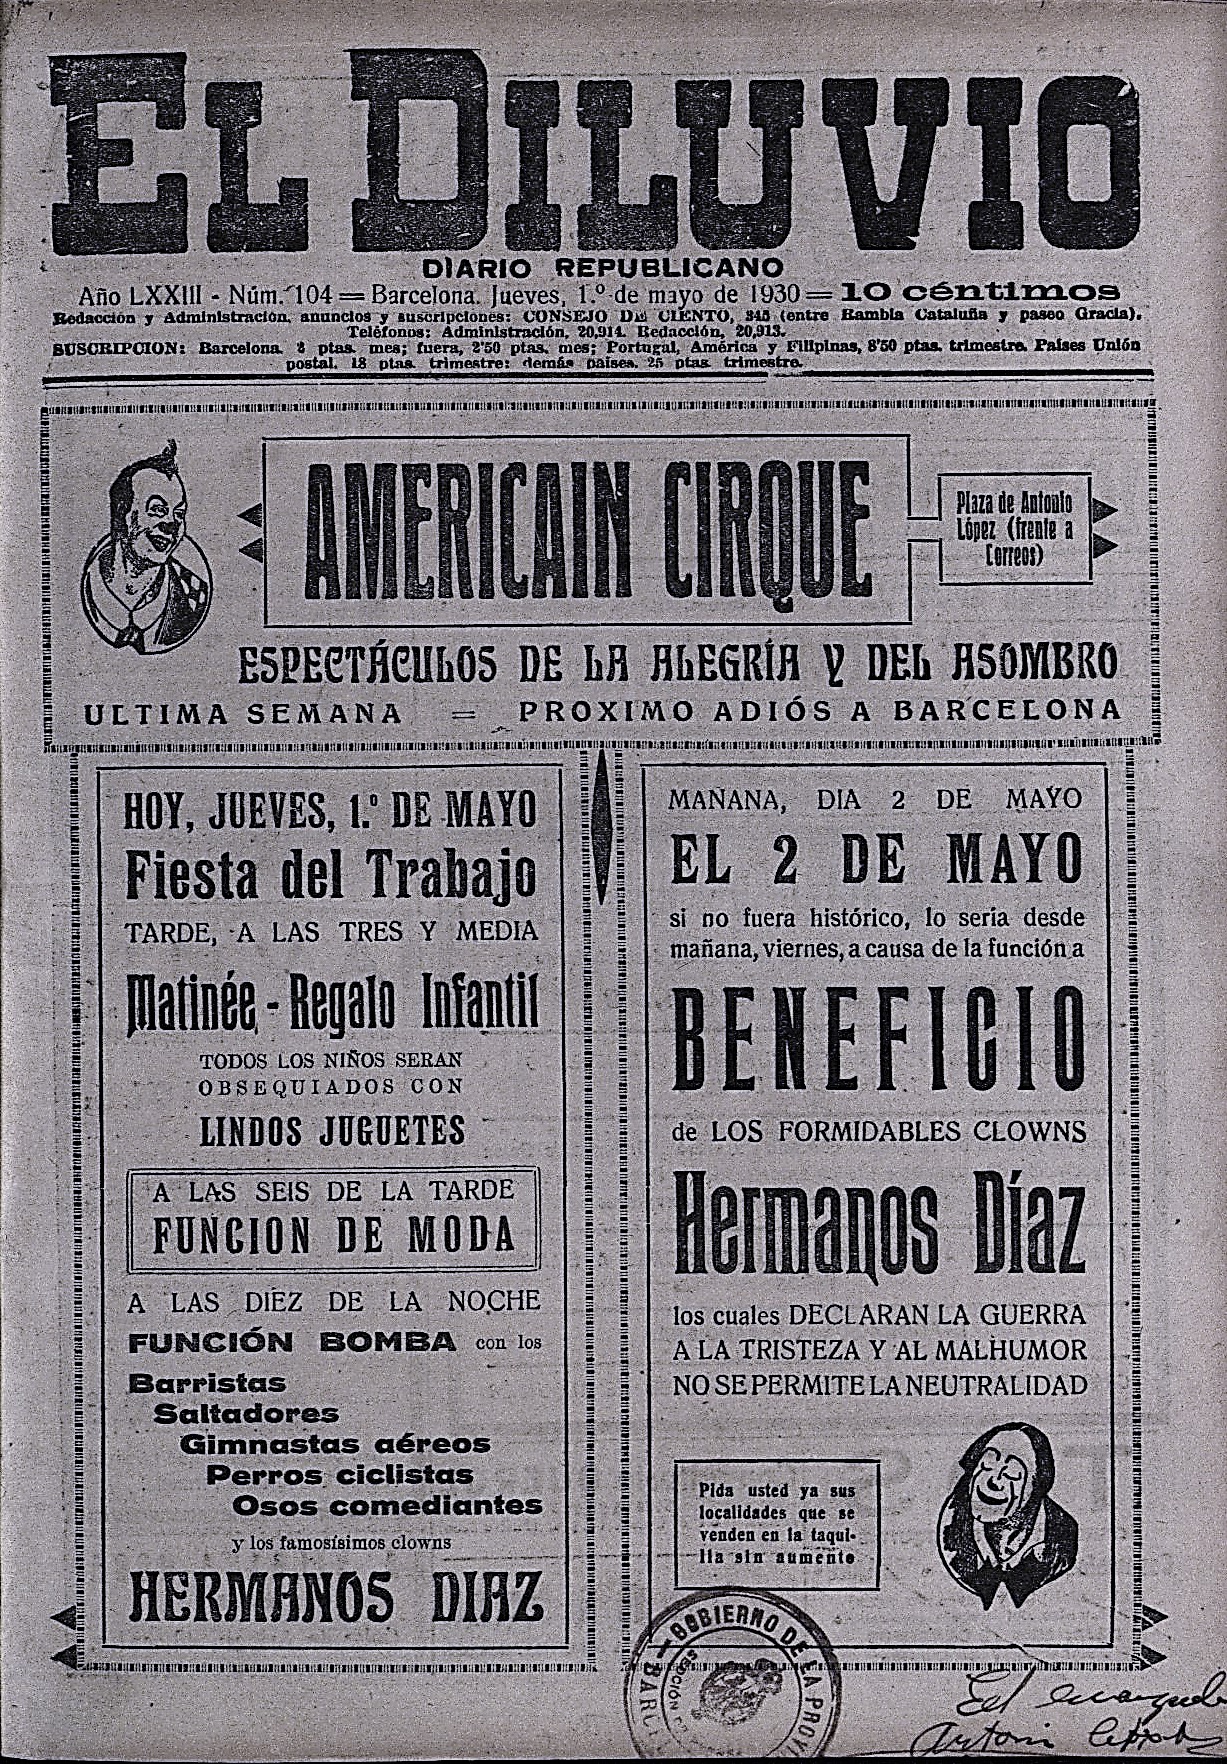 EL DILUVIO
DIARIO REPUBLICANO
Año LXXIII - Núm. 104 = Barcelona. Jueves, 1.º de mayo de 1930 = 10 céntimos
Redacción y Administración, anuncios y suscripciones: CONSEJO DE CIENTO, 345 (entre Rambla Cataluña y paseo Gracia).
Teléfonos: Administración, 20,914. Redacción, 20,913.
SUSCRIPCION: Barcelona 2 ptas. mes; fuera, 2'50 ptas. mes; Portugal, América y Filipinas, 8'50 ptas. trimestre. Países Unión
postal. 18 ptas. trimestre: demás países. 25 ptas. trimestre.
AMERICAIN CIRQUE
Plaza de Antonio
López (frente a
Correos)
ESPECTÁCULOS DE LA ALEGRÍA Y DEL ASOMBRO
ULTIMA SEMANA = PROXIMO ADIÓS A BARCELONA
HOY, JUEVES, 1.º DE MAYO
Fiesta del Trabajo
TARDE, A LAS TRES Y MEDIA
Matinée - Regalo Infantil
TODOS LOS NIÑOS SERAN
OBSEQUIADOS CON
LINDOS JUGUETES
A LAS SEIS DE LA TARDE
FUNCION DE MODA
A LAS DIEZ DE LA NOCHE
FUNCIÓN BOMBA con los
Barristas
Saltadores
Gimnastas aéreos
Perros ciclistas
Osos comediantes
y los famosísimos clowns
HERMANOS DIAZ
MAÑANA, DIA 2 DE MAYO
EL 2 DE MAYO
si no fuera histórico, lo sería desde
mañana, viernes, a causa de la función a
BENEFICIO
de LOS FORMIDABLES CLOWNS
Hermanos Díaz
los cuales DECLARAN LA GUERRA
A LA TRISTEZA Y AL MALHUMOR
NO SE PERMITE LA NEUTRALIDAD
Pida usted ya sus
localidades que se
venden en la taqui-
lla sin aumento
GOBIERNO DE LA PROV
BARCE
Ed
Antoni